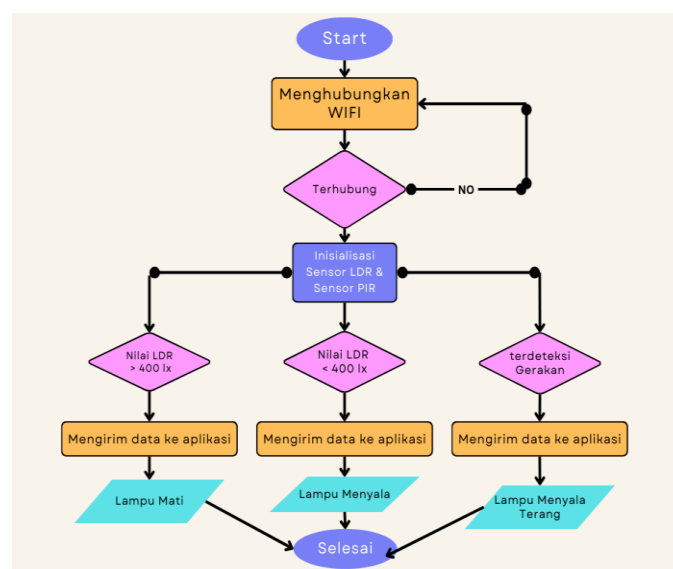 Start
Menghubungkan
WIFI
Terhubung
NO
Inisialisasi
Sensor LDR &
Sensor PIR
Nilai LDR
> 400 lx
Nilai LDR
< 400 lx
terdeteksi
Gerakan
Mengirim data ke aplikasi
Mengirim data ke aplikasi
Mengirim data ke aplikasi
Lampu Mati
Lampu Menyala
Lampu Menyala
Terang
Selesai